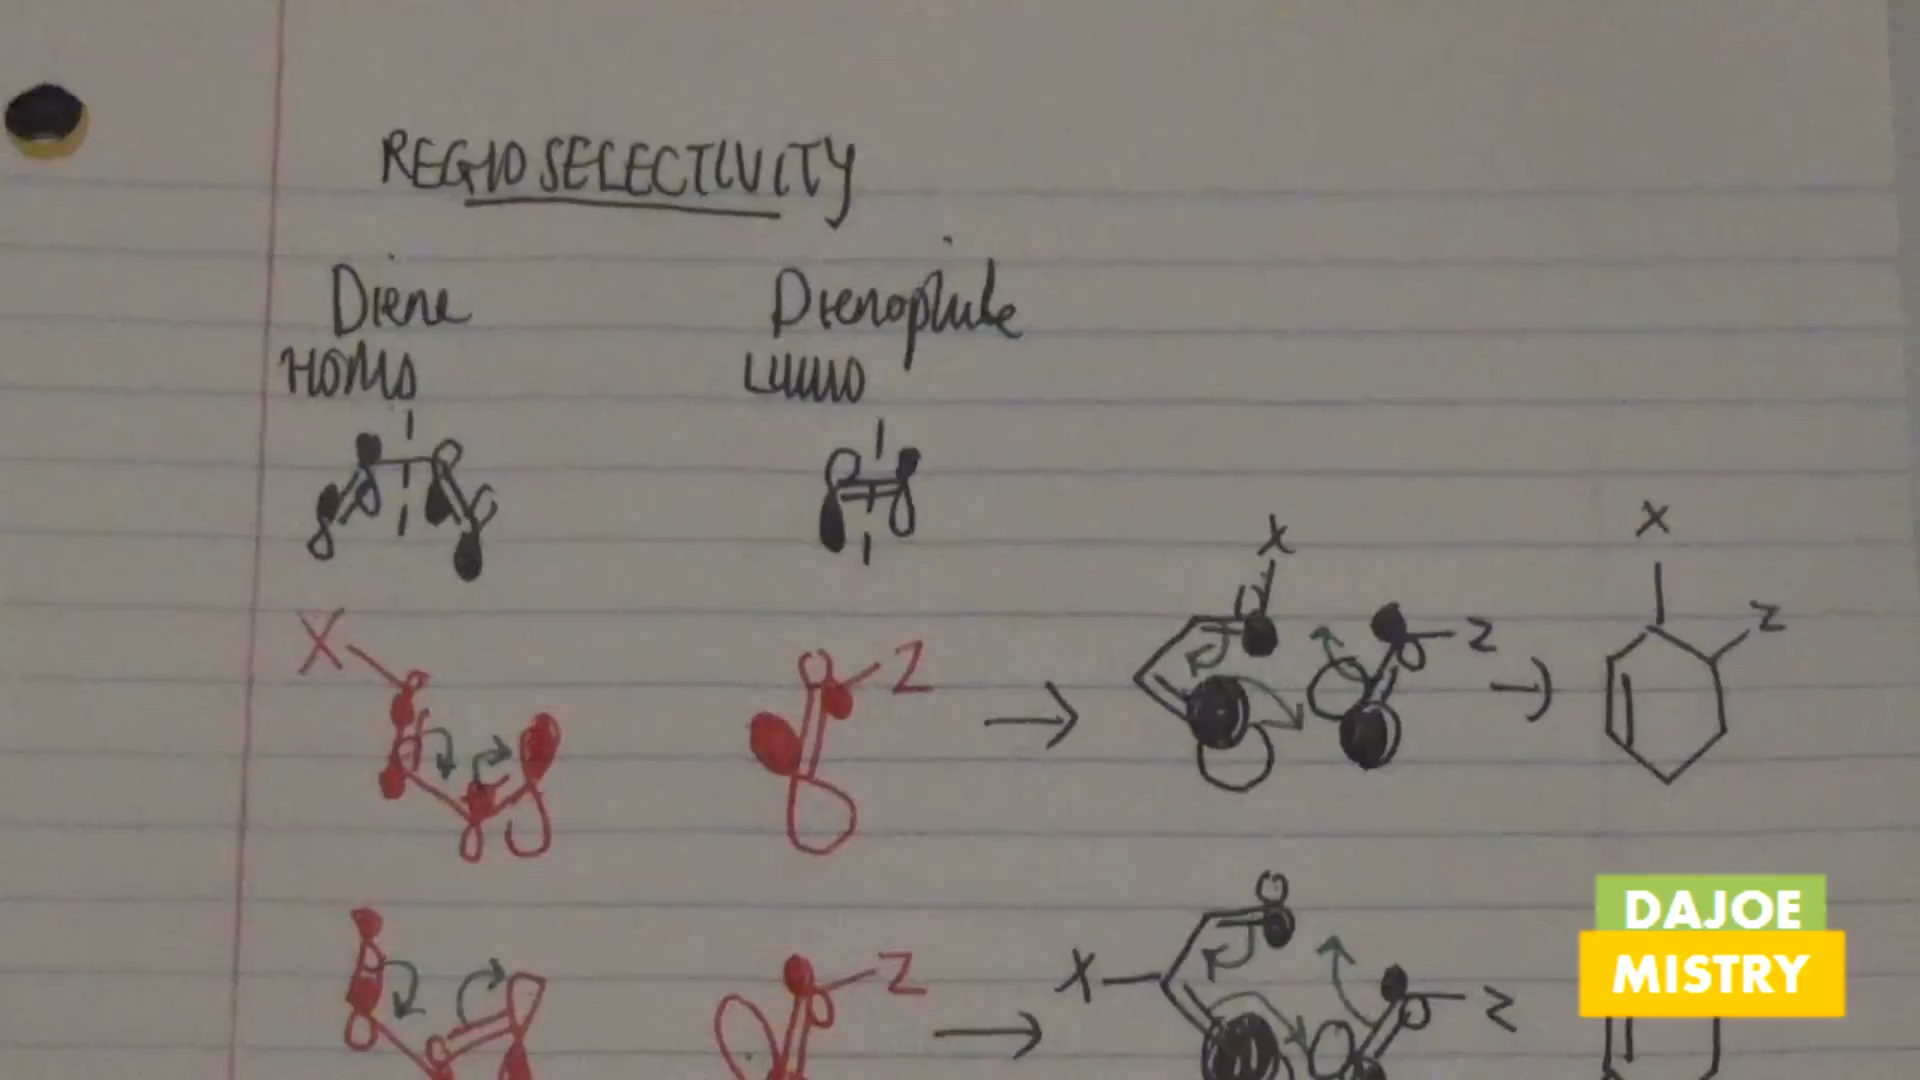 REGIOSELECTIVITY
Diene Dienophile
HOMO LUMO
X
X
X
Z
Z
Z
Z
X
Z
Z
DAJOE
MISTRY